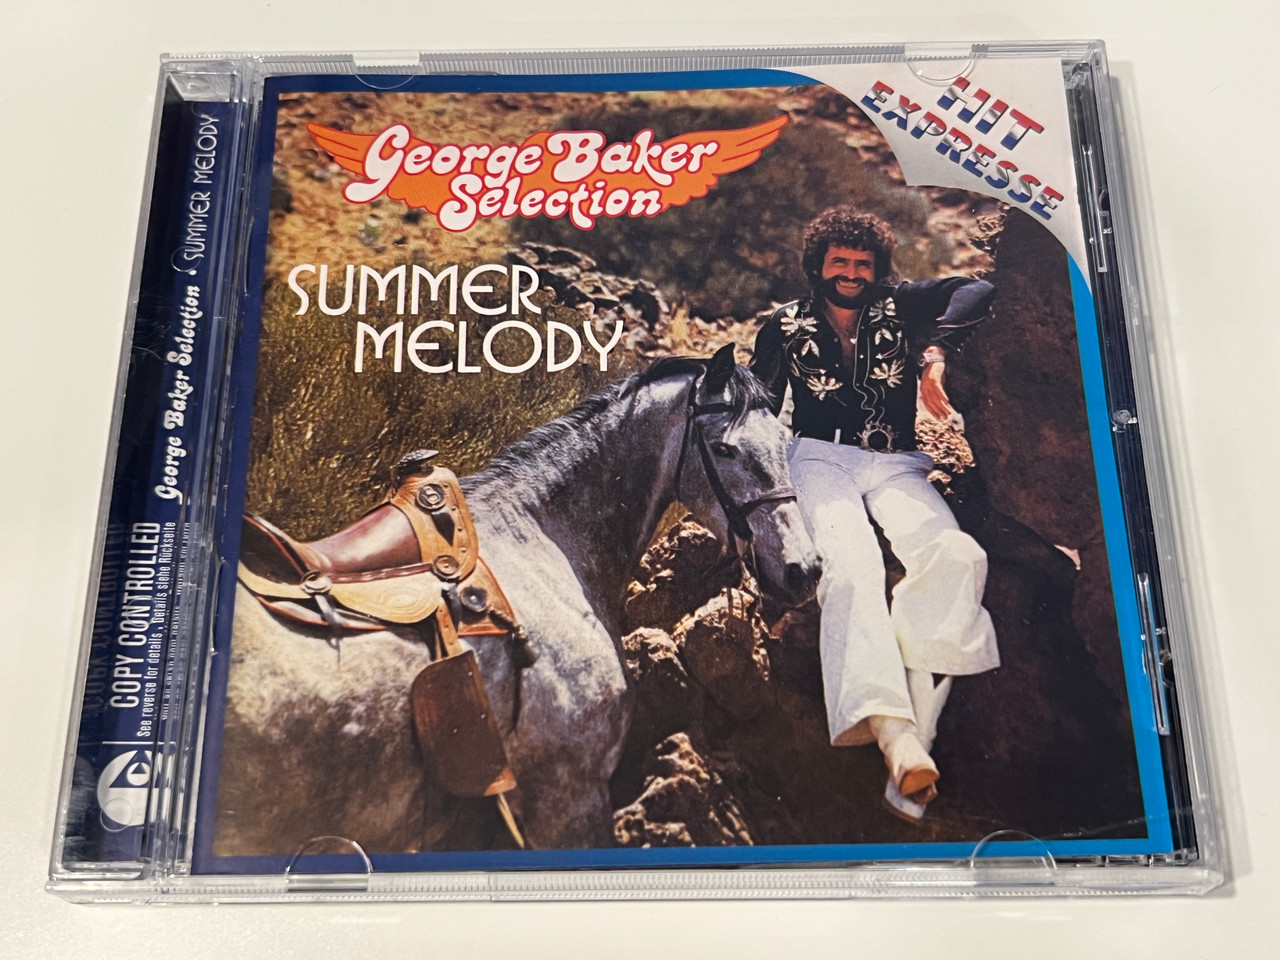 George Baker
Selection
SUMMER
MELODY
HIT
EXPRESSE
George Baker Selection • SUMMER MELODY
COPY CONTROLLED
See reverse for details • Details siehe Rückseite